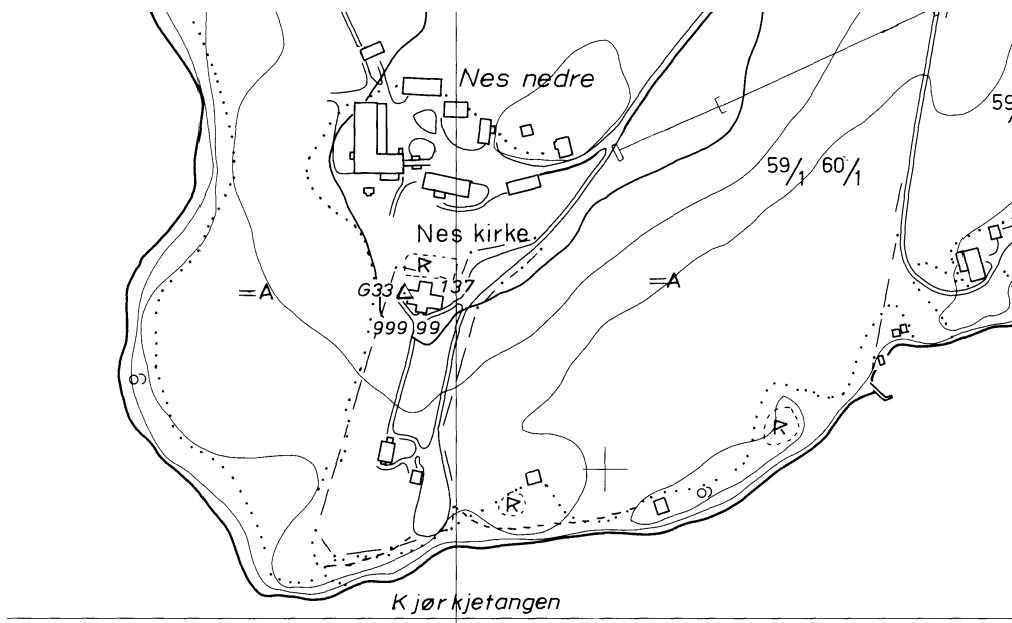 Nes nedre
59/
59/1 60/1
Nes kirke
R
G33 137
=A
=A
999 99
R
R
Kjørkjetangen